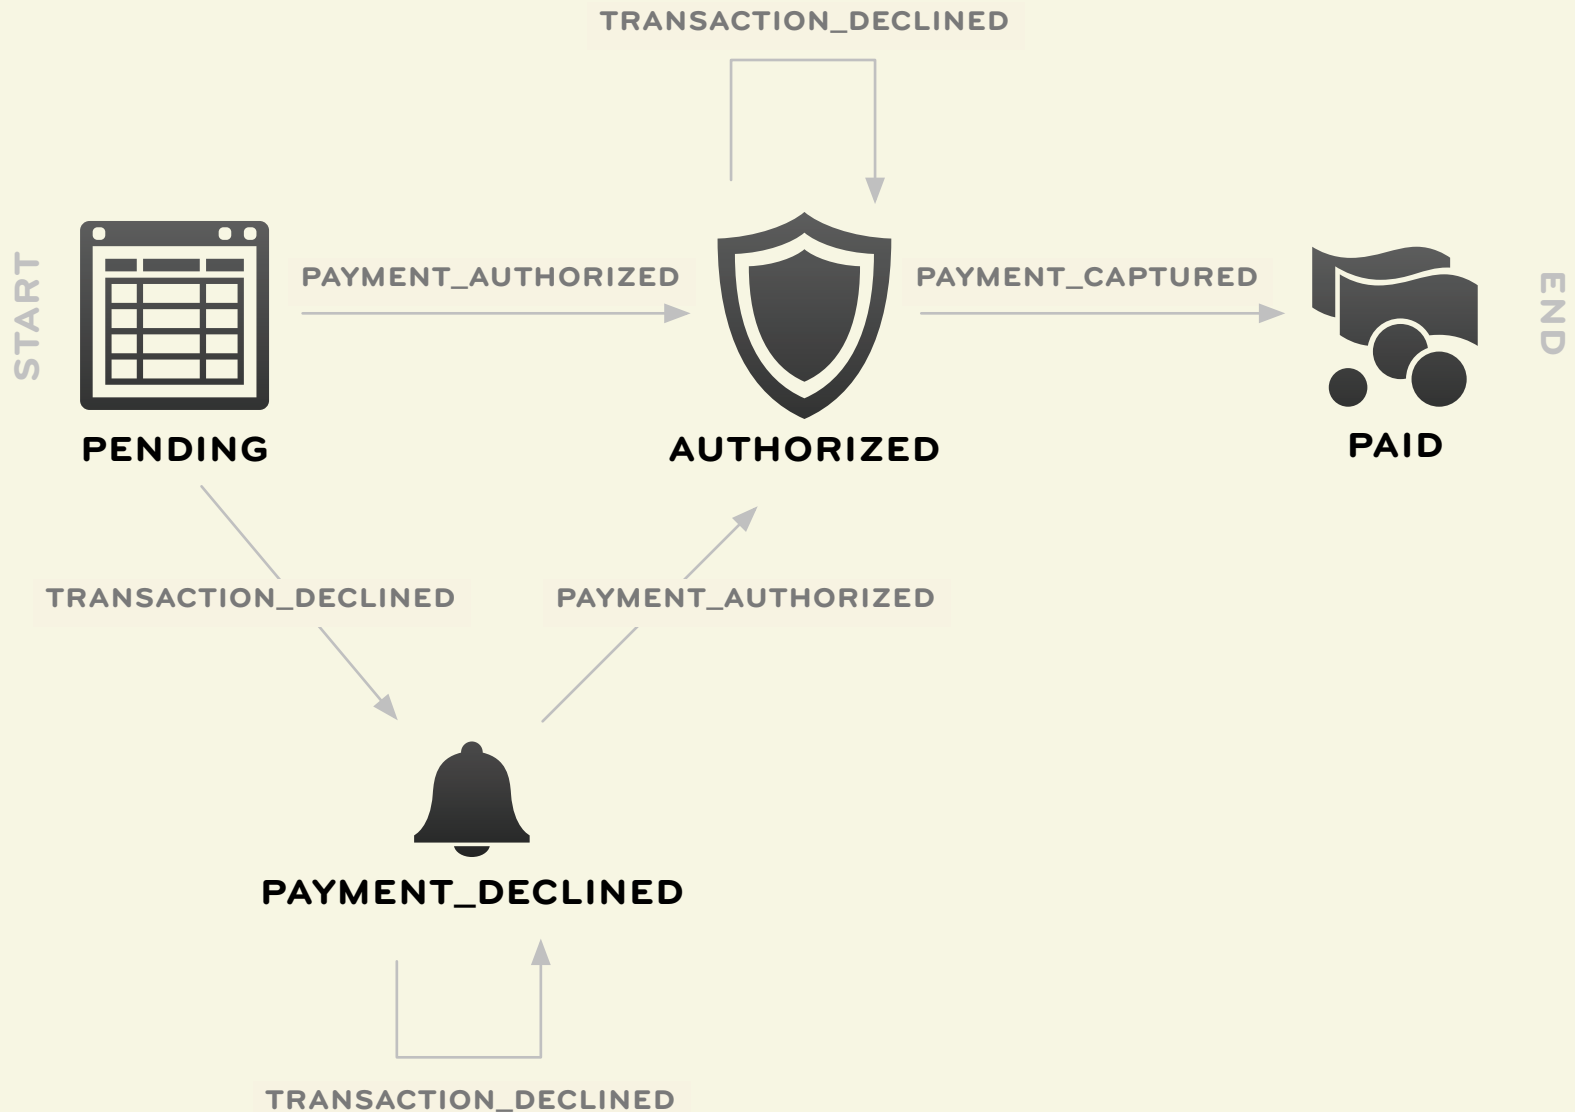 TRANSACTION_DECLINED
START
PAYMENT_AUTHORIZED
PAYMENT_CAPTURED
END
PENDING
AUTHORIZED
PAID
TRANSACTION_DECLINED
PAYMENT_AUTHORIZED
PAYMENT_DECLINED
TRANSACTION_DECLINED